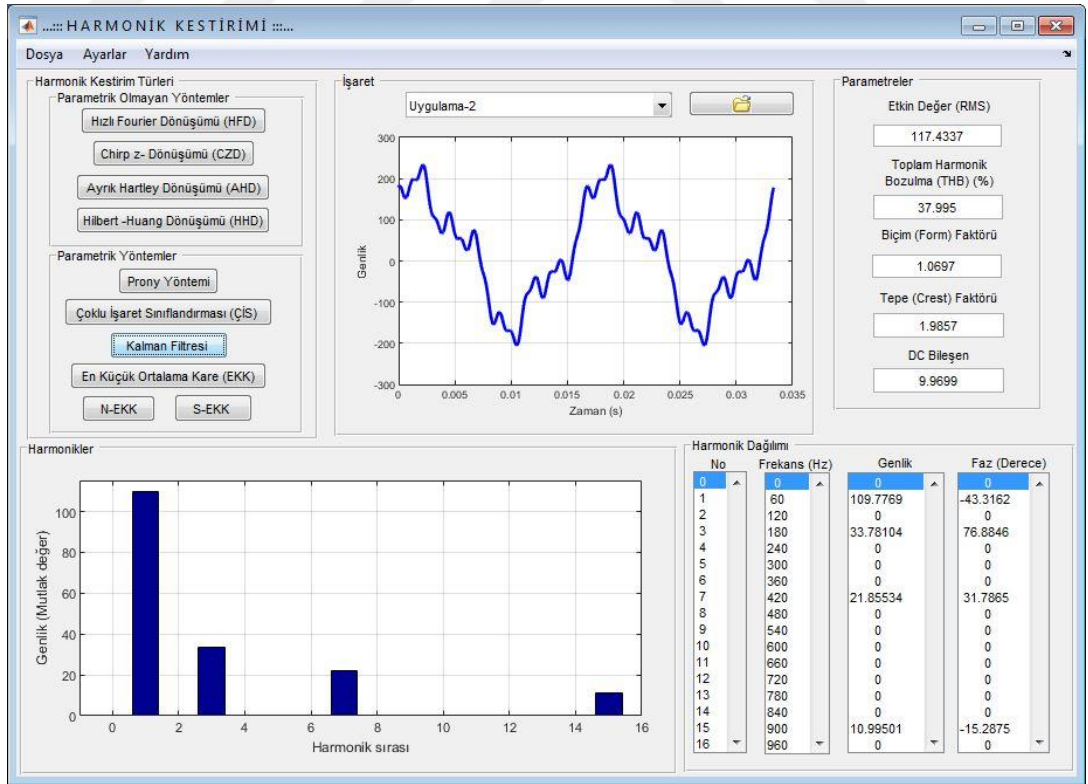 ...::: HARMONİK KESTİRİMİ :::...
Dosya Ayarlar Yardım
Harmonik Kestirim Türleri
Parametrik Olmayan Yöntemler
Hızlı Fourier Dönüşümü (HFD)
Chirp z- Dönüşümü (CZD)
Ayrık Hartley Dönüşümü (AHD)
Hilbert -Huang Dönüşümü (HHD)
Parametrik Yöntemler
Prony Yöntemi
Çoklu İşaret Sınıflandırması (ÇİS)
Kalman Filtresi
En Küçük Ortalama Kare (EKK)
N-EKK S-EKK
İşaret
Uygulama-2
300
200
100
0
-100
-200
-300
Genlik
0 0.005 0.01 0.015 0.02 0.025 0.03 0.035
Zaman (s)
Parametreler
Etkin Değer (RMS)
117.4337
Toplam Harmonik
Bozulma (THB) (%)
37.995
Biçim (Form) Faktörü
1.0697
Tepe (Crest) Faktörü
1.9857
DC Bileşen
9.9699
Harmonikler
Genlik (Mutlak değer)
100
80
60
40
20
0
0 2 4 6 8 10 12 14 16
Harmonik sırası
Harmonik Dağılımı
No Frekans (Hz) Genlik Faz (Derece)
0 0 0 0
1 60 109.7769 -43.3162
2 120 0 0
3 180 33.78104 76.8846
4 240 0 0
5 300 0 0
6 360 0 0
7 420 21.85534 31.7865
8 480 0 0
9 540 0 0
10 600 0 0
11 660 0 0
12 720 0 0
13 780 0 0
14 840 0 0
15 900 10.99501 -15.2875
16 960 0 0